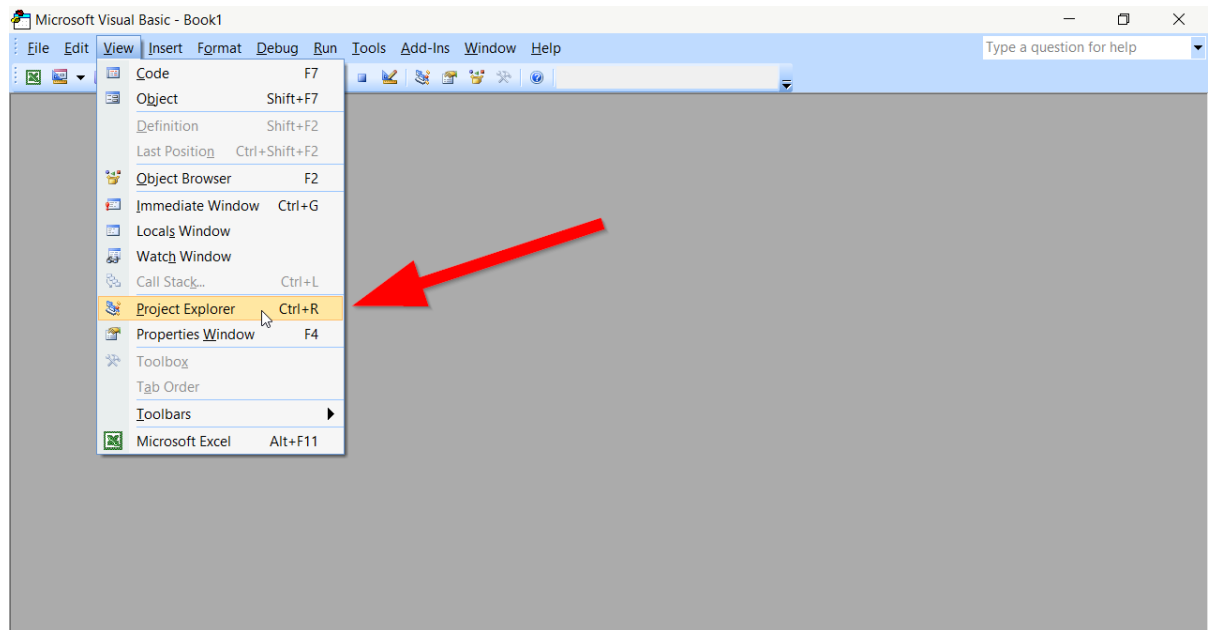 Microsoft Visual Basic - Book1
File Edit View Insert Format Debug Run Tools Add-Ins Window Help Type a question for help
Code F7
Object Shift+F7
Definition Shift+F2
Last Position Ctrl+Shift+F2
Object Browser F2
Immediate Window Ctrl+G
Locals Window
Watch Window
Call Stack... Ctrl+L
Project Explorer Ctrl+R
Properties Window F4
Toolbox
Tab Order
Toolbars
Microsoft Excel Alt+F11